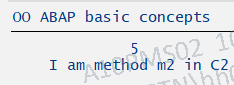 OO ABAP basic concepts
5
I am method m2 in C2